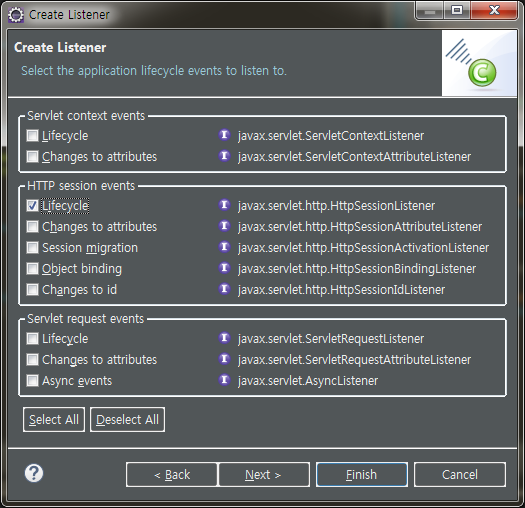 Create Listener
Create Listener
Select the application lifecycle events to listen to.
Servlet context events
Lifecycle javax.servlet.ServletContextListener
Changes to attributes javax.servlet.ServletContextAttributeListener
HTTP session events
Lifecycle javax.servlet.http.HttpSessionListener
Changes to attributes javax.servlet.http.HttpSessionAttributeListener
Session migration javax.servlet.http.HttpSessionActivationListener
Object binding javax.servlet.http.HttpSessionBindingListener
Changes to id javax.servlet.http.HttpSessionIdListener
Servlet request events
Lifecycle javax.servlet.ServletRequestListener
Changes to attributes javax.servlet.ServletRequestAttributeListener
Async events javax.servlet.AsyncListener
Select All Deselect All
< Back Next > Finish Cancel